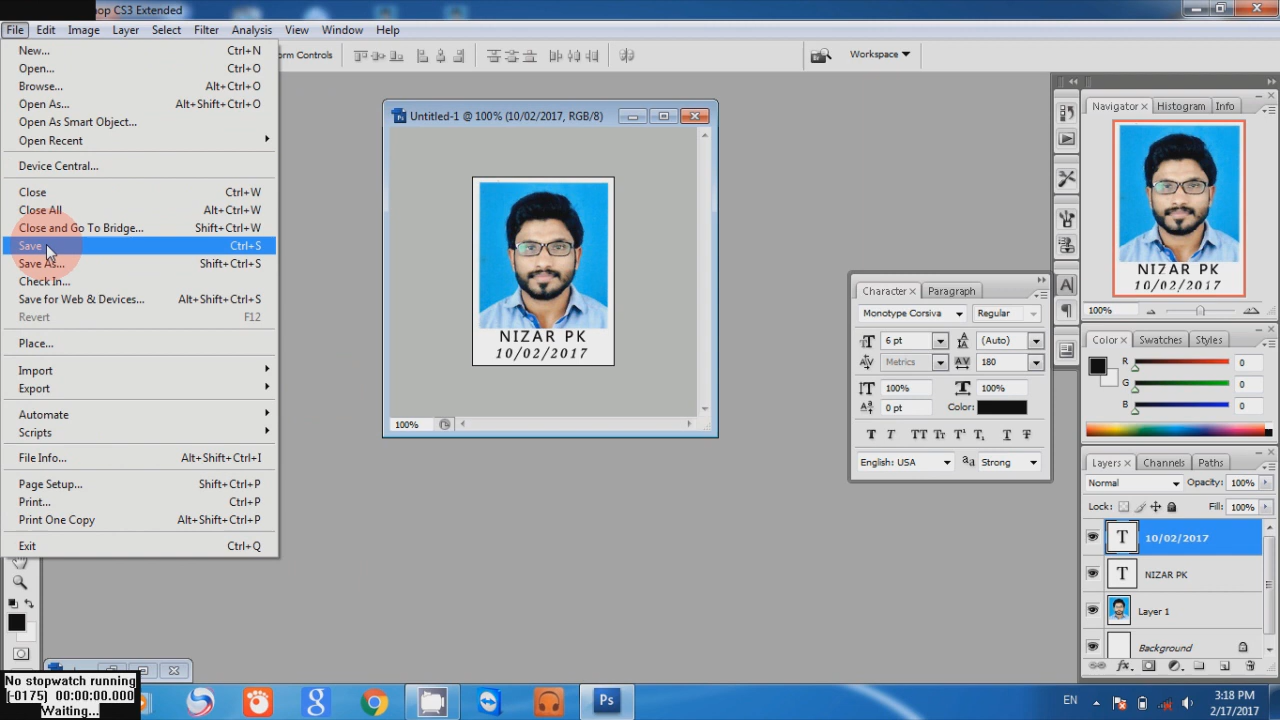 op CS3 Extended
File Edit Image Layer Select Filter Analysis View Window Help
New... Ctrl+N
Open... Ctrl+O
Browse... Alt+Ctrl+O
Open As... Alt+Shift+Ctrl+O
Open As Smart Object...
Open Recent
Device Central...
Close Ctrl+W
Close All Alt+Ctrl+W
Close and Go To Bridge... Shift+Ctrl+W
Save Ctrl+S
Save As... Shift+Ctrl+S
Check In...
Save for Web & Devices... Alt+Shift+Ctrl+S
Revert F12
Place...
Import
Export
Automate
Scripts
File Info... Alt+Shift+Ctrl+I
Page Setup... Shift+Ctrl+P
Print... Ctrl+P
Print One Copy Alt+Shift+Ctrl+P
Exit Ctrl+Q
orm Controls
Workspace
Untitled-1 @ 100% (10/02/2017, RGB/8)
NIZAR PK
10/02/2017
100%
Navigator Histogram Info
NIZAR PK
10/02/2017
100%
Character Paragraph
Monotype Corsiva Regular
6 pt (Auto)
Metrics 180
100% 100%
0 pt Color:
T T TT Tr T¹ T₁ T T
English: USA aa Strong
Color Swatches Styles
R 0
G 0
B 0
Layers Channels Paths
Normal Opacity: 100%
Lock: Fill: 100%
T 10/02/2017
T NIZAR PK
Layer 1
Background
No stopwatch running
[-0175] 00:00:00.000
Waiting...
Ps
EN
3:18 PM
2/17/2017